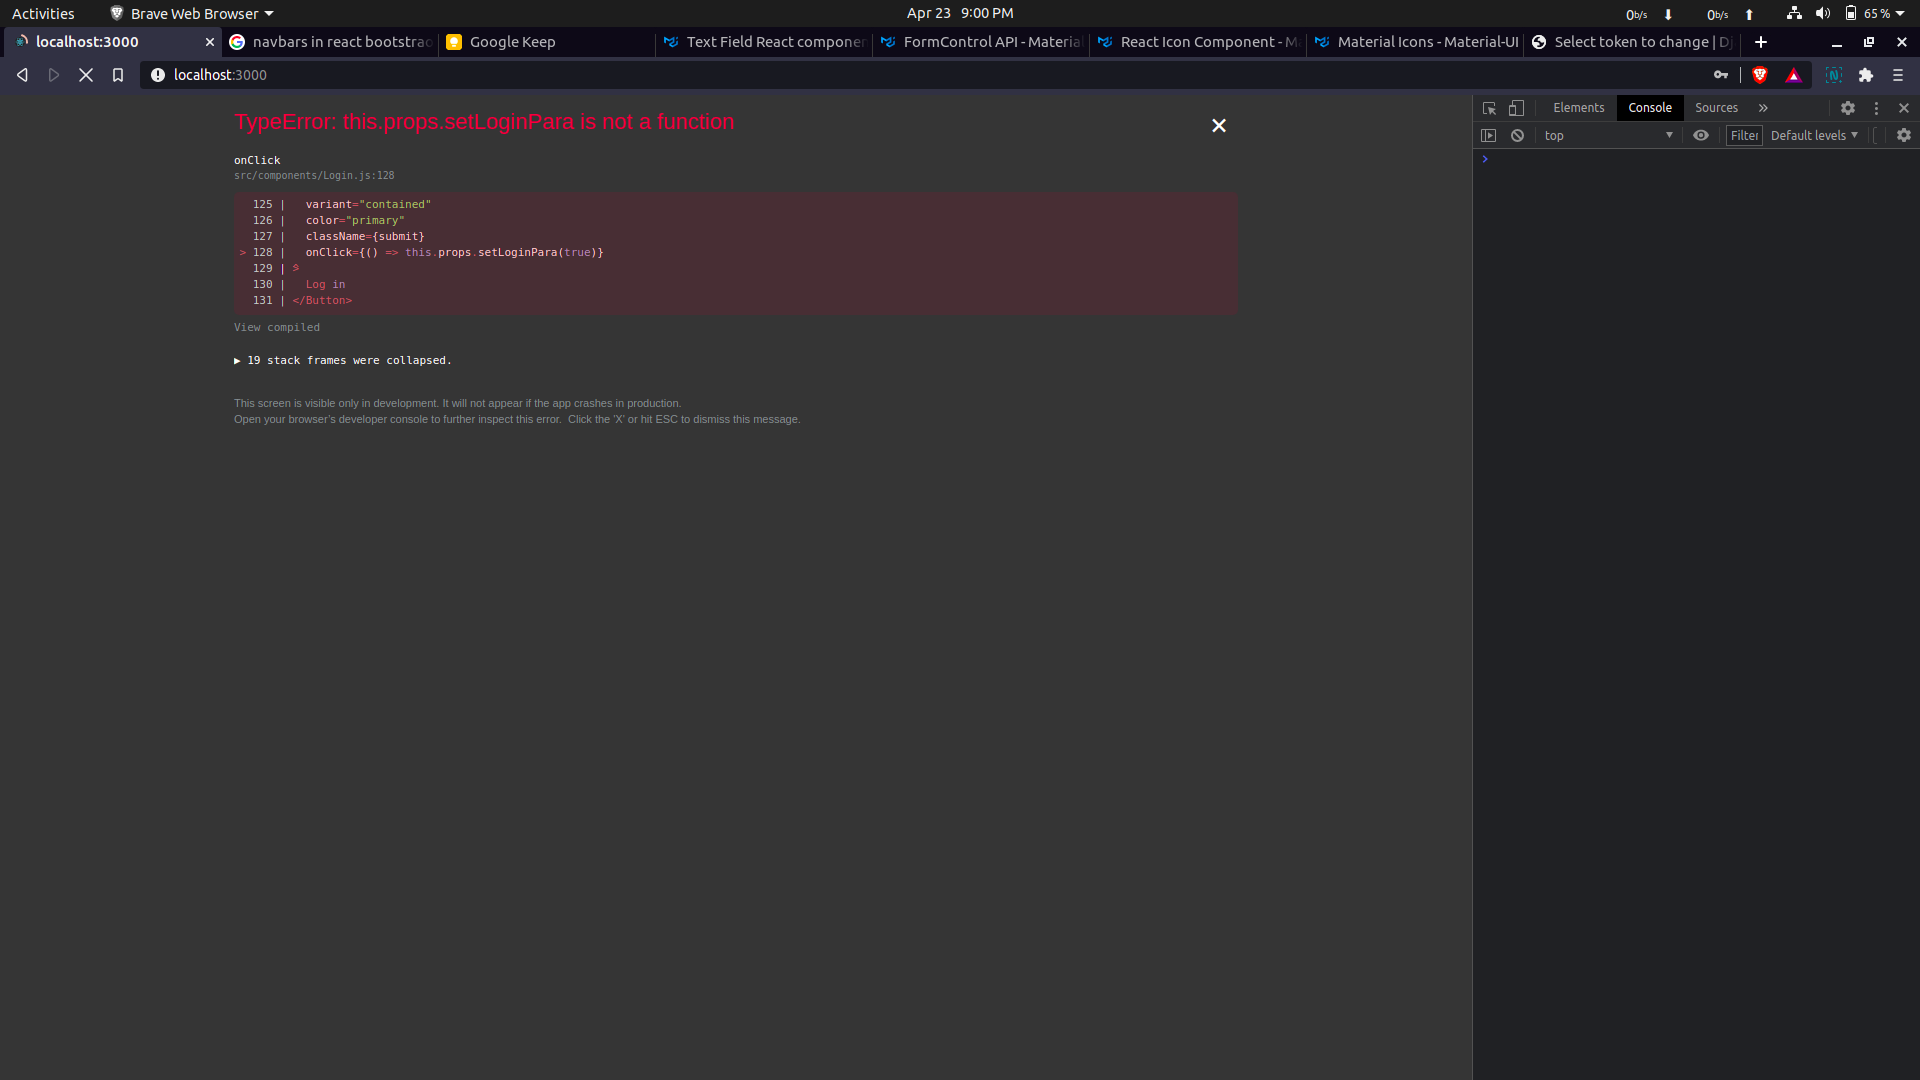 Activities
Brave Web Browser
Apr 23 9:00 PM
0b/s
0b/s
65 %
localhost:3000
navbars in react bootstrap
Google Keep
Text Field React componen
FormControl API - Material
React Icon Component - M
Material Icons - Material-UI
Select token to change | Dj
localhost:3000
TypeError: this.props.setLoginPara is not a function
onClick
src/components/Login.js:128
125 | variant="contained"
126 | color="primary"
127 | className={submit}
> 128 | onClick={() => this.props.setLoginPara(true)}
129 | >
130 | Log in
131 | </Button>
View compiled
▶ 19 stack frames were collapsed.
This screen is visible only in development. It will not appear if the app crashes in production.
Open your browser's developer console to further inspect this error. Click the 'X' or hit ESC to dismiss this message.
Elements
Console
Sources
»
top
Filter
Default levels